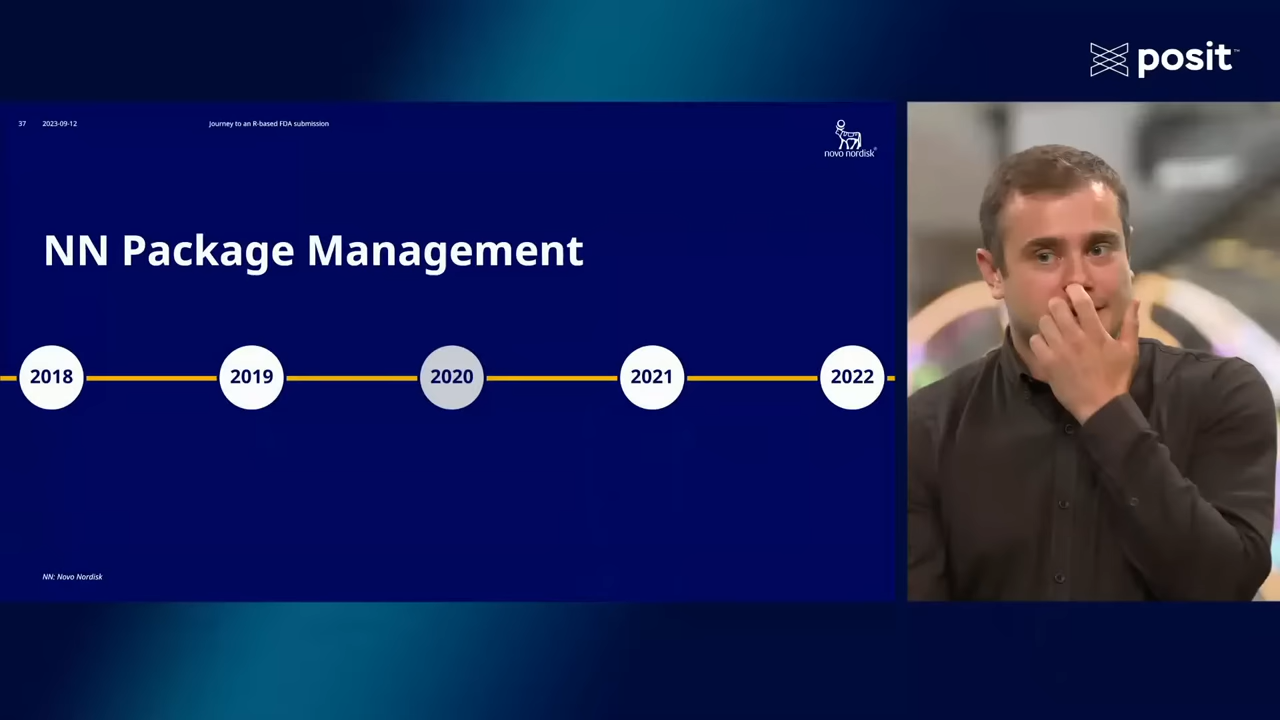 posit™
37 2023-09-12 Journey to an R-based FDA submission
novo nordisk®
NN Package Management
2018 2019 2020 2021 2022
NN: Novo Nordisk